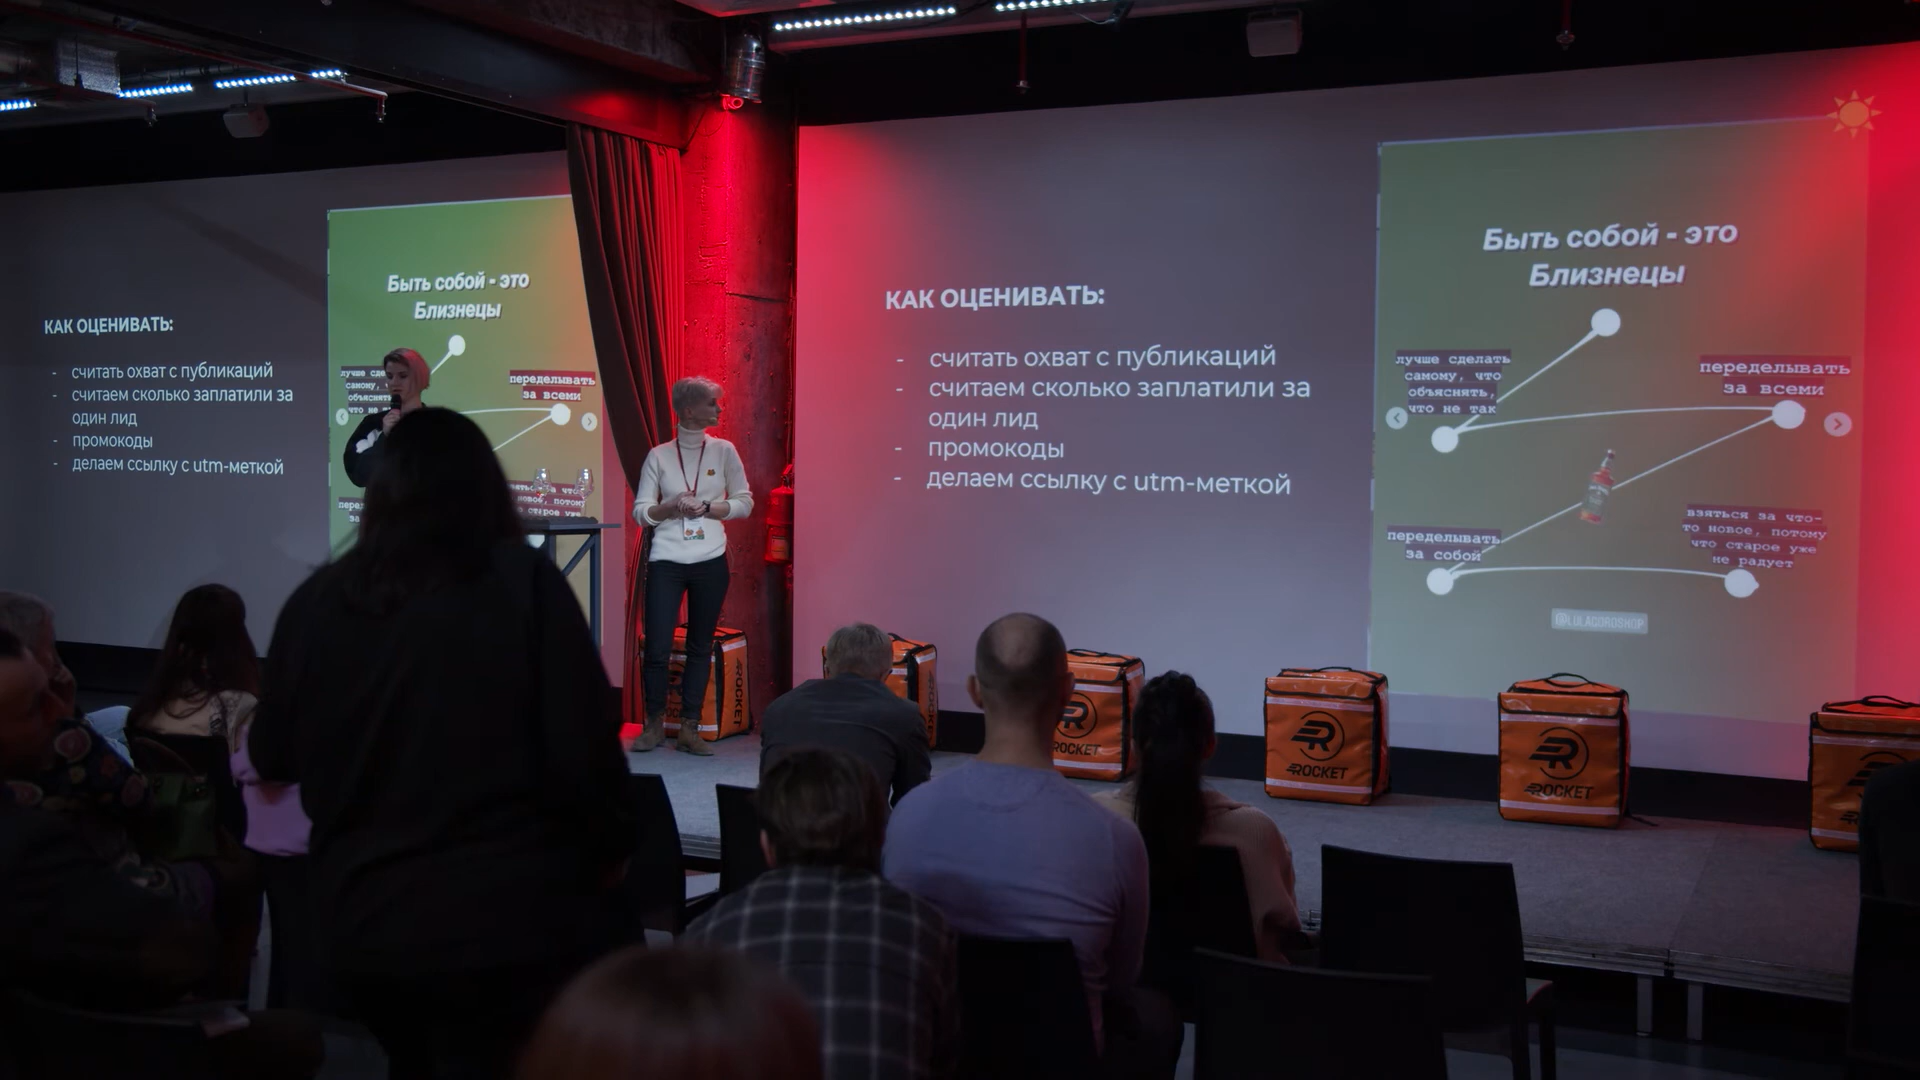 КАК ОЦЕНИВАТЬ:
- считать охват с публикаций
- считаем сколько заплатили за
один лид
- промокоды
- делаем ссылку с utm-меткой
Быть собой - это
Близнецы
переделывать
за всеми
КАК ОЦЕНИВАТЬ:
- считать охват с публикаций
- считаем сколько заплатили за
один лид
- промокоды
- делаем ссылку с utm-меткой
Быть собой - это
Близнецы
лучше сделать
самому, что
объяснять,
что не так
переделывать
за всеми
переделывать
за собой
взяться за что-
то новое, потому
что старое уже
не радует
@LULAGOROSHOP
ROCKET
ROCKET
ROCKET
ROCKET